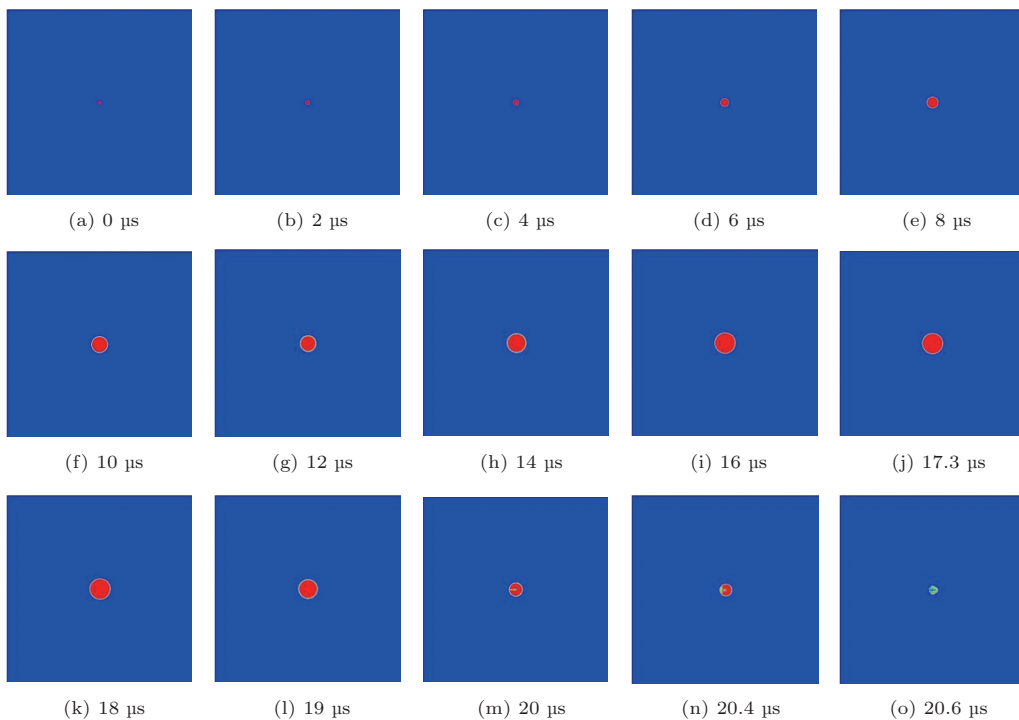 (a) 0 µs (b) 2 µs (c) 4 µs (d) 6 µs (e) 8 µs
(f) 10 µs (g) 12 µs (h) 14 µs (i) 16 µs (j) 17.3 µs
(k) 18 µs (l) 19 µs (m) 20 µs (n) 20.4 µs (o) 20.6 µs